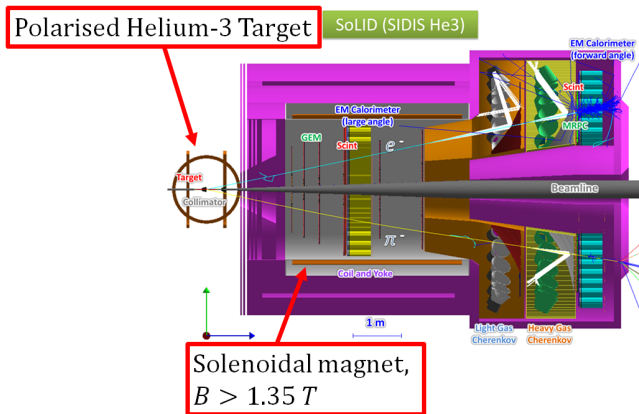 Polarised Helium-3 Target
SoLID (SIDIS He3)
EM Calorimeter
(forward angle)
EM Calorimeter
(large angle)
Scint
GEM
Scint
e⁻
MRPC
Target
Collimator
Beamline
π⁻
Coil and Yoke
1 m
Light Gas
Cherenkov
Heavy Gas
Cherenkov
Solenoidal magnet,
B > 1.35 T